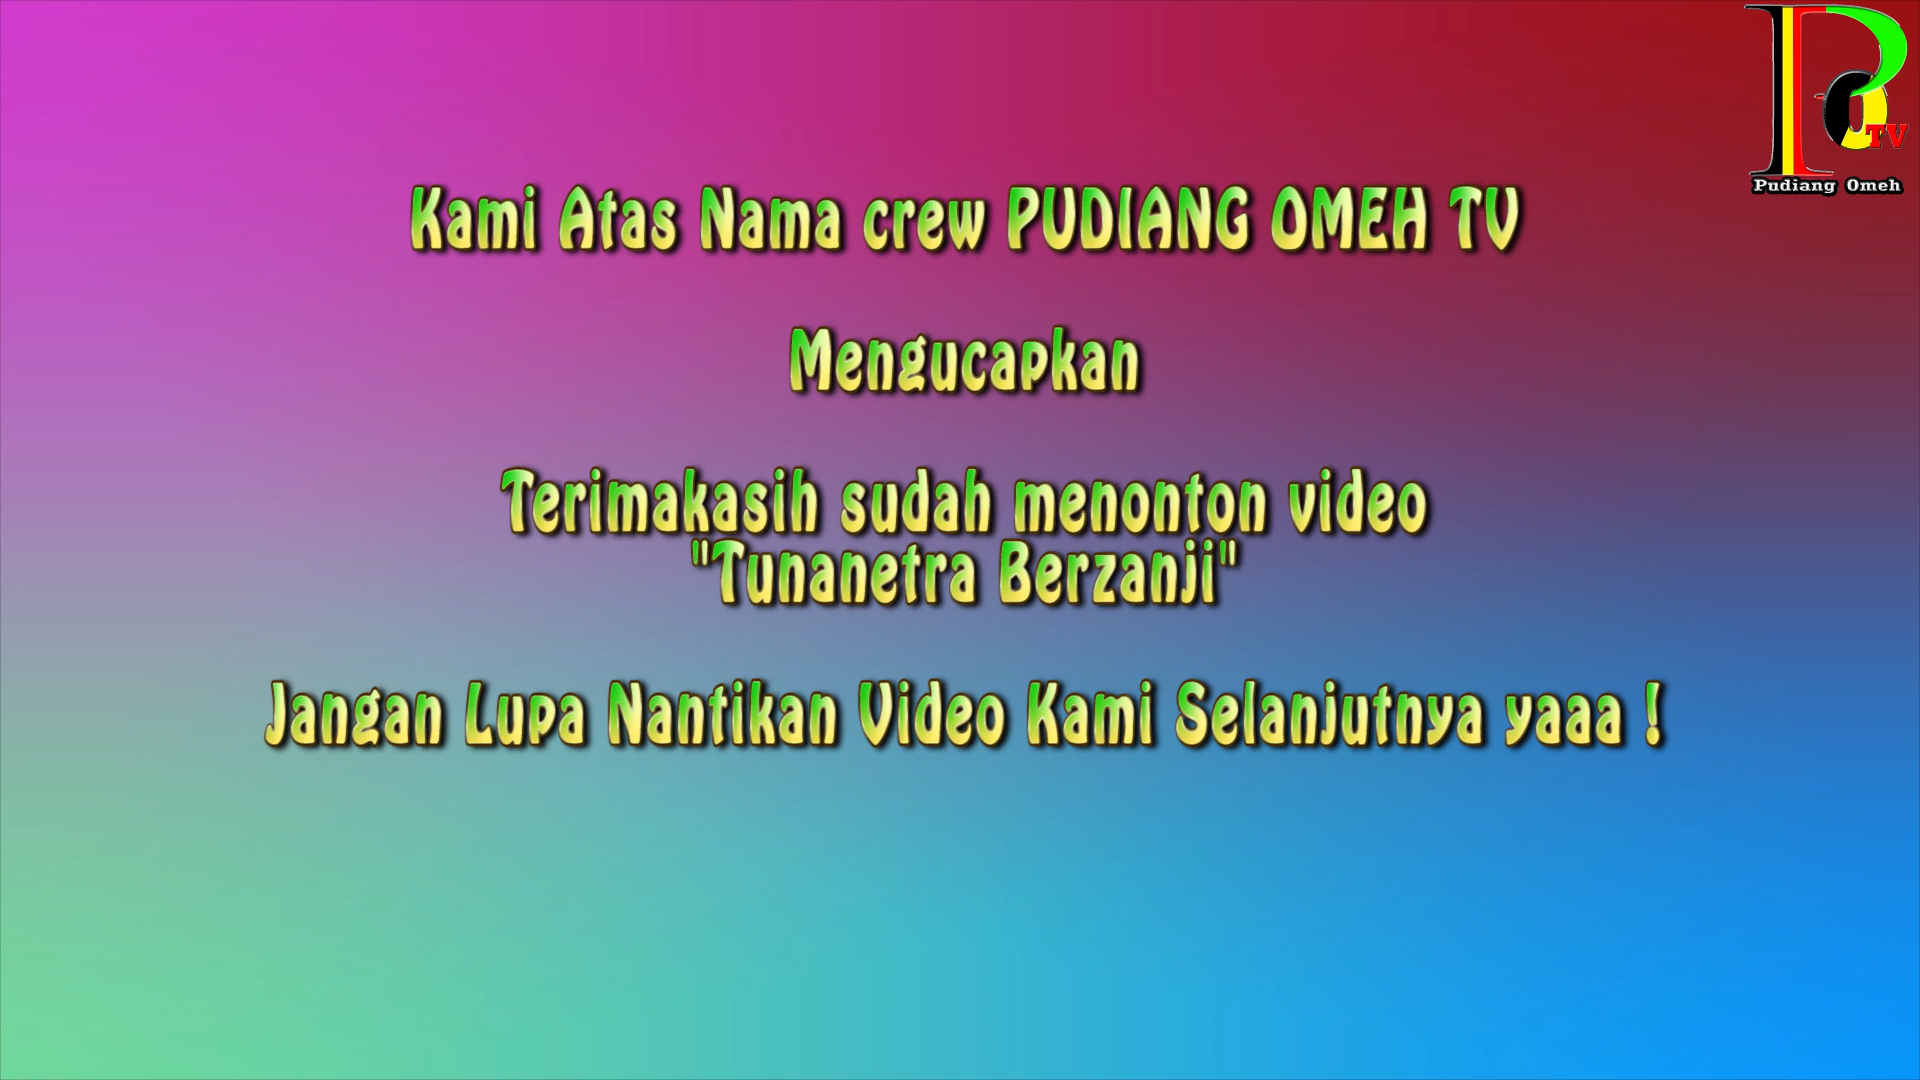 Kami Atas Nama crew PUDIANG OMEH TV
Mengucapkan
Terimakasih sudah menonton video
"Tunanetra Berzanji"
Jangan Lupa Nantikan Video Kami Selanjutnya yaaa !
PO TV
Pudiang Omeh